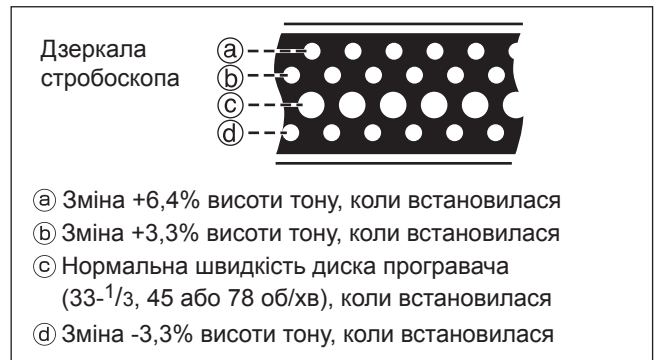 Дзеркала
стробоскопа
ⓐ
ⓑ
ⓒ
ⓓ
ⓐ Зміна +6,4% висоти тону, коли встановилася
ⓑ Зміна +3,3% висоти тону, коли встановилася
ⓒ Нормальна швидкість диска програвача
(33-1/3, 45 або 78 об/хв), коли встановилася
ⓓ Зміна -3,3% висоти тону, коли встановилася